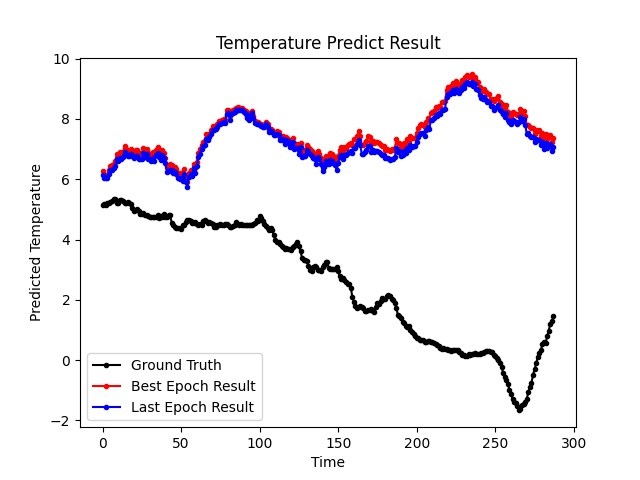 Temperature Predict Result
Predicted Temperature
10
8
6
4
2
0
−2
Ground Truth
Best Epoch Result
Last Epoch Result
0 50 100 150 200 250 300
Time